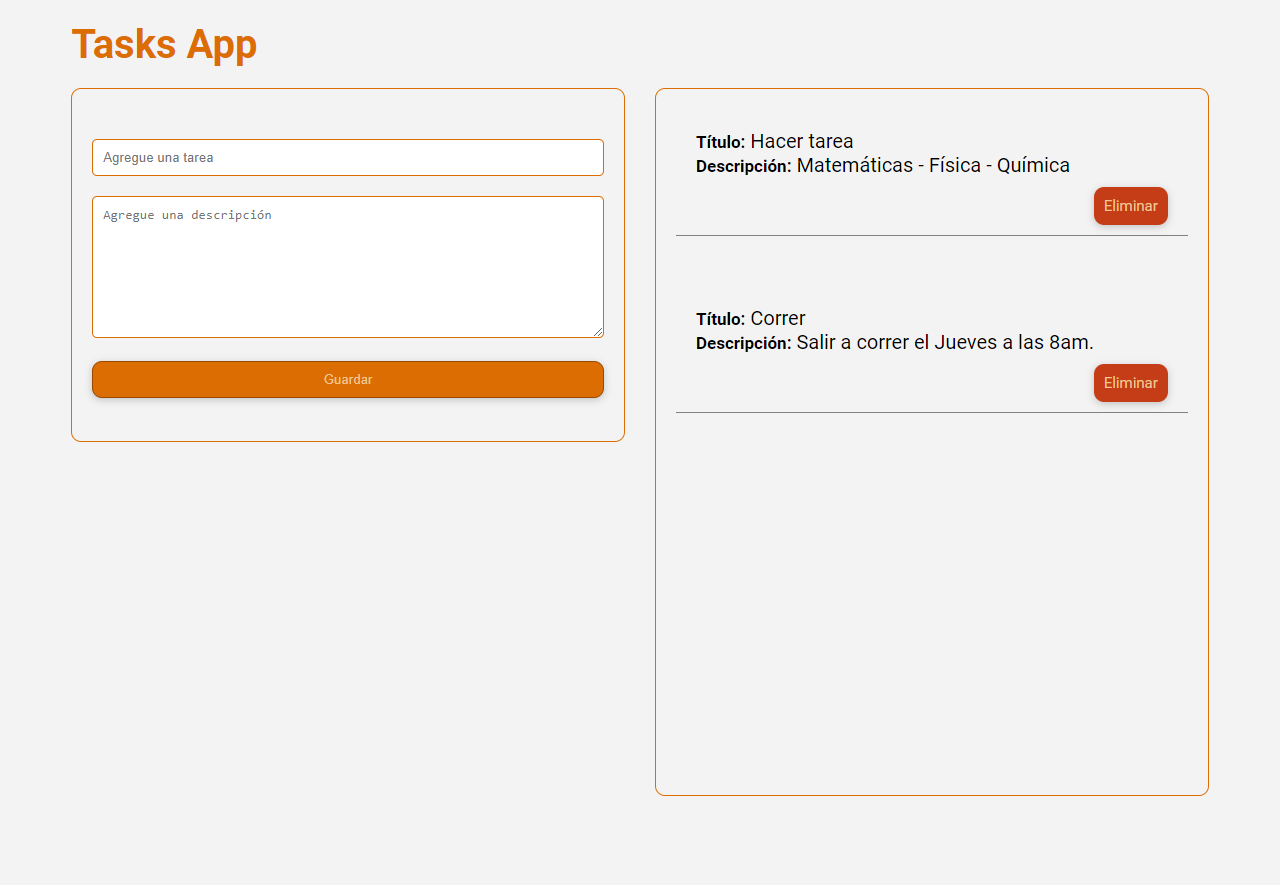 Tasks App
Agregue una tarea
Agregue una descripción
Guardar
Título: Hacer tarea
Descripción: Matemáticas - Física - Química
Eliminar
Título: Correr
Descripción: Salir a correr el Jueves a las 8am.
Eliminar